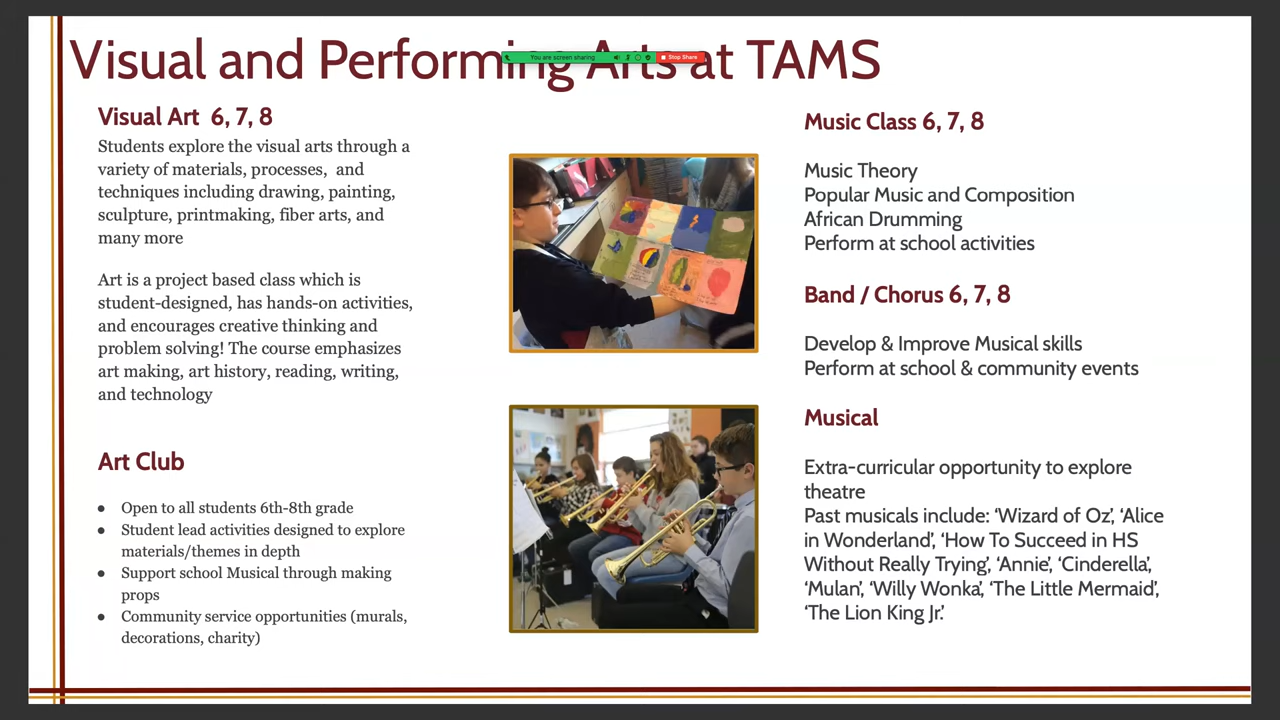 Visual and Performing Arts at TAMS
You are screen sharing
Stop Share
Visual Art 6, 7, 8
Students explore the visual arts through a
variety of materials, processes, and
techniques including drawing, painting,
sculpture, printmaking, fiber arts, and
many more
Art is a project based class which is
student-designed, has hands-on activities,
and encourages creative thinking and
problem solving! The course emphasizes
art making, art history, reading, writing,
and technology
Art Club
● Open to all students 6th-8th grade
● Student lead activities designed to explore
materials/themes in depth
● Support school Musical through making
props
● Community service opportunities (murals,
decorations, charity)
Music Class 6, 7, 8
Music Theory
Popular Music and Composition
African Drumming
Perform at school activities
Band / Chorus 6, 7, 8
Develop & Improve Musical skills
Perform at school & community events
Musical
Extra-curricular opportunity to explore
theatre
Past musicals include: ‘Wizard of Oz’, ‘Alice
in Wonderland’, ‘How To Succeed in HS
Without Really Trying’, ‘Annie’, ‘Cinderella’,
‘Mulan’, ‘Willy Wonka’, ‘The Little Mermaid’,
‘The Lion King Jr.’